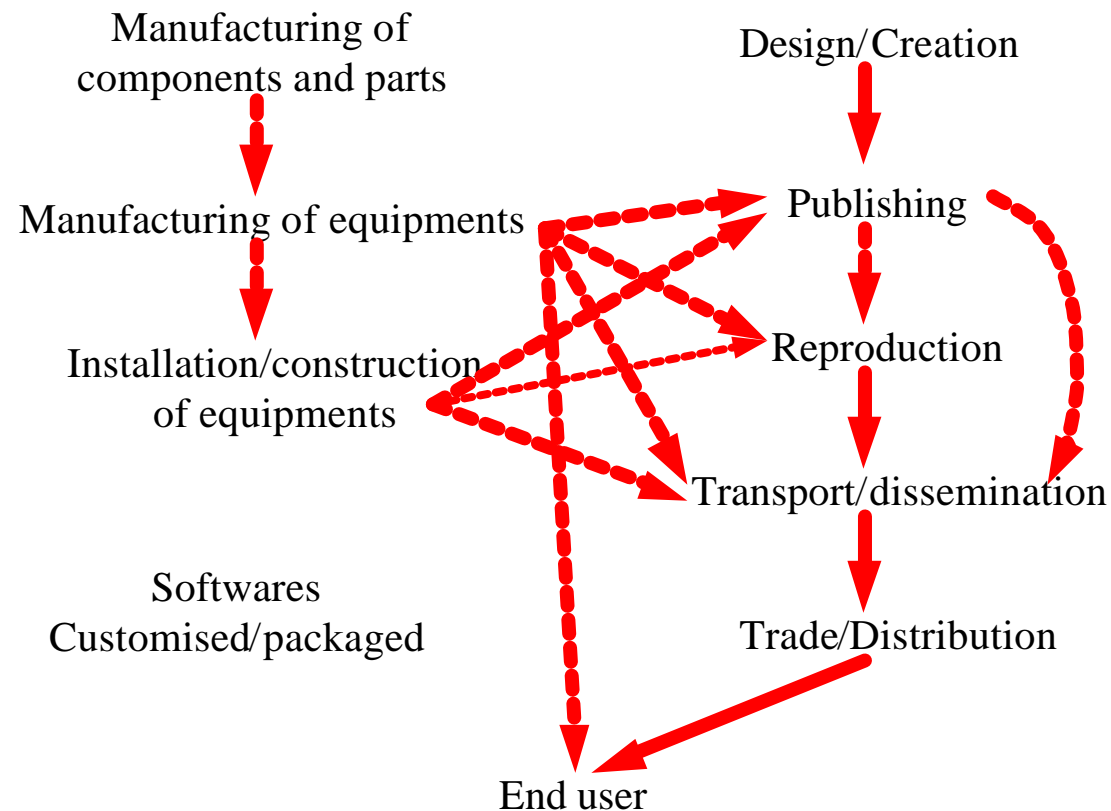 Manufacturing of
components and parts
Design/Creation
Manufacturing of equipments
Publishing
Installation/construction
of equipments
Reproduction
Transport/dissemination
Softwares
Customised/packaged
Trade/Distribution
End user